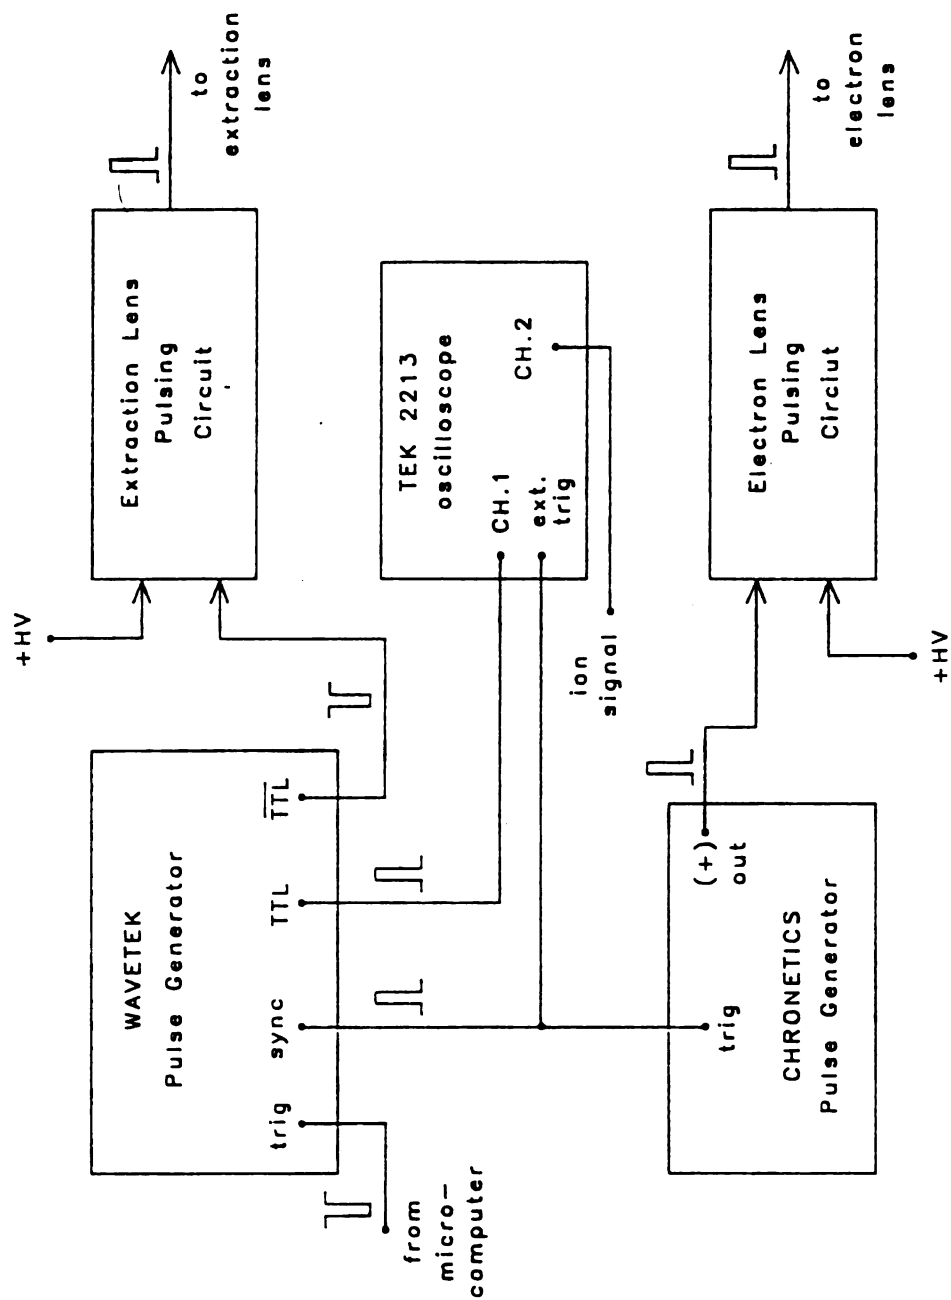 WAVETEK
Pulse Generator
trig
sync
TTL
TTL
from
micro-
computer
+HV
Extraction Lens
Pulsing
Circuit
to
extraction
lens
TEK 2213
oscilloscope
CH.1
ext.
trig
CH.2
ion
signal
CHRONETICS
Pulse Generator
trig
(+)
out
+HV
Electron Lens
Pulsing
Circlut
to
electron
lens